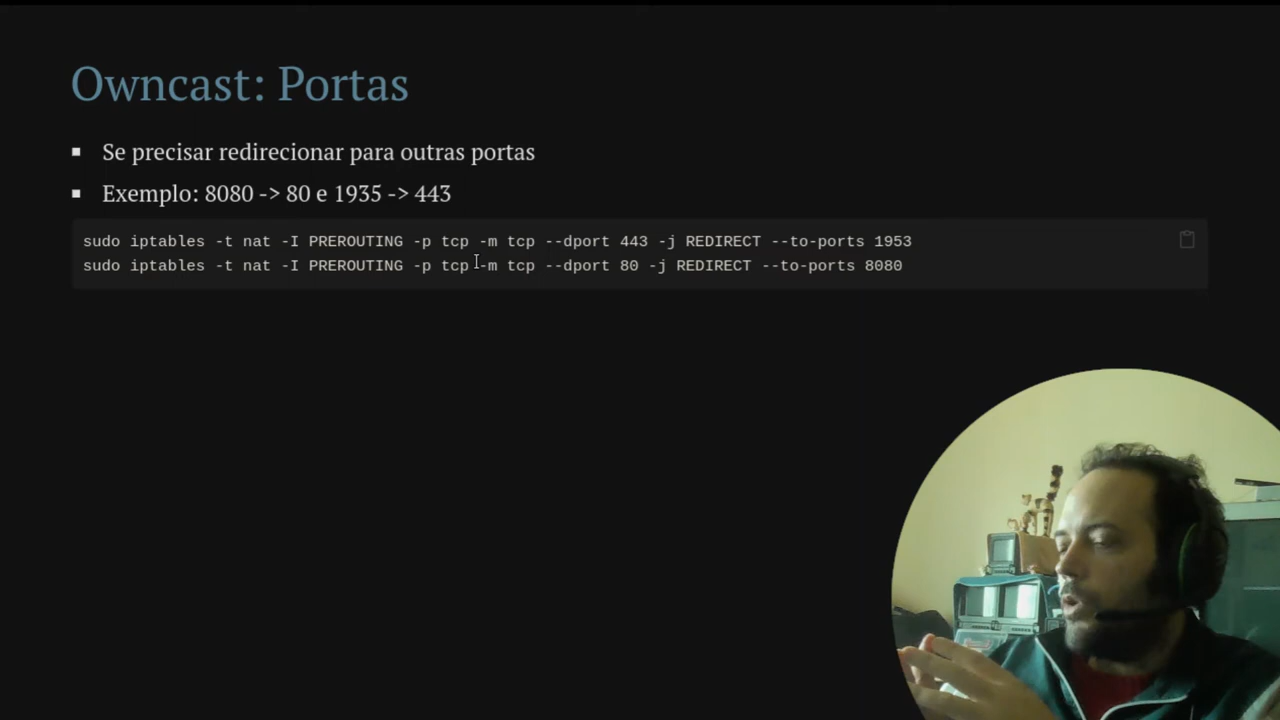 Owncast: Portas
Se precisar redirecionar para outras portas
Exemplo: 8080 -> 80 e 1935 -> 443
sudo iptables -t nat -I PREROUTING -p tcp -m tcp --dport 443 -j REDIRECT --to-ports 1953
sudo iptables -t nat -I PREROUTING -p tcp -m tcp --dport 80 -j REDIRECT --to-ports 8080